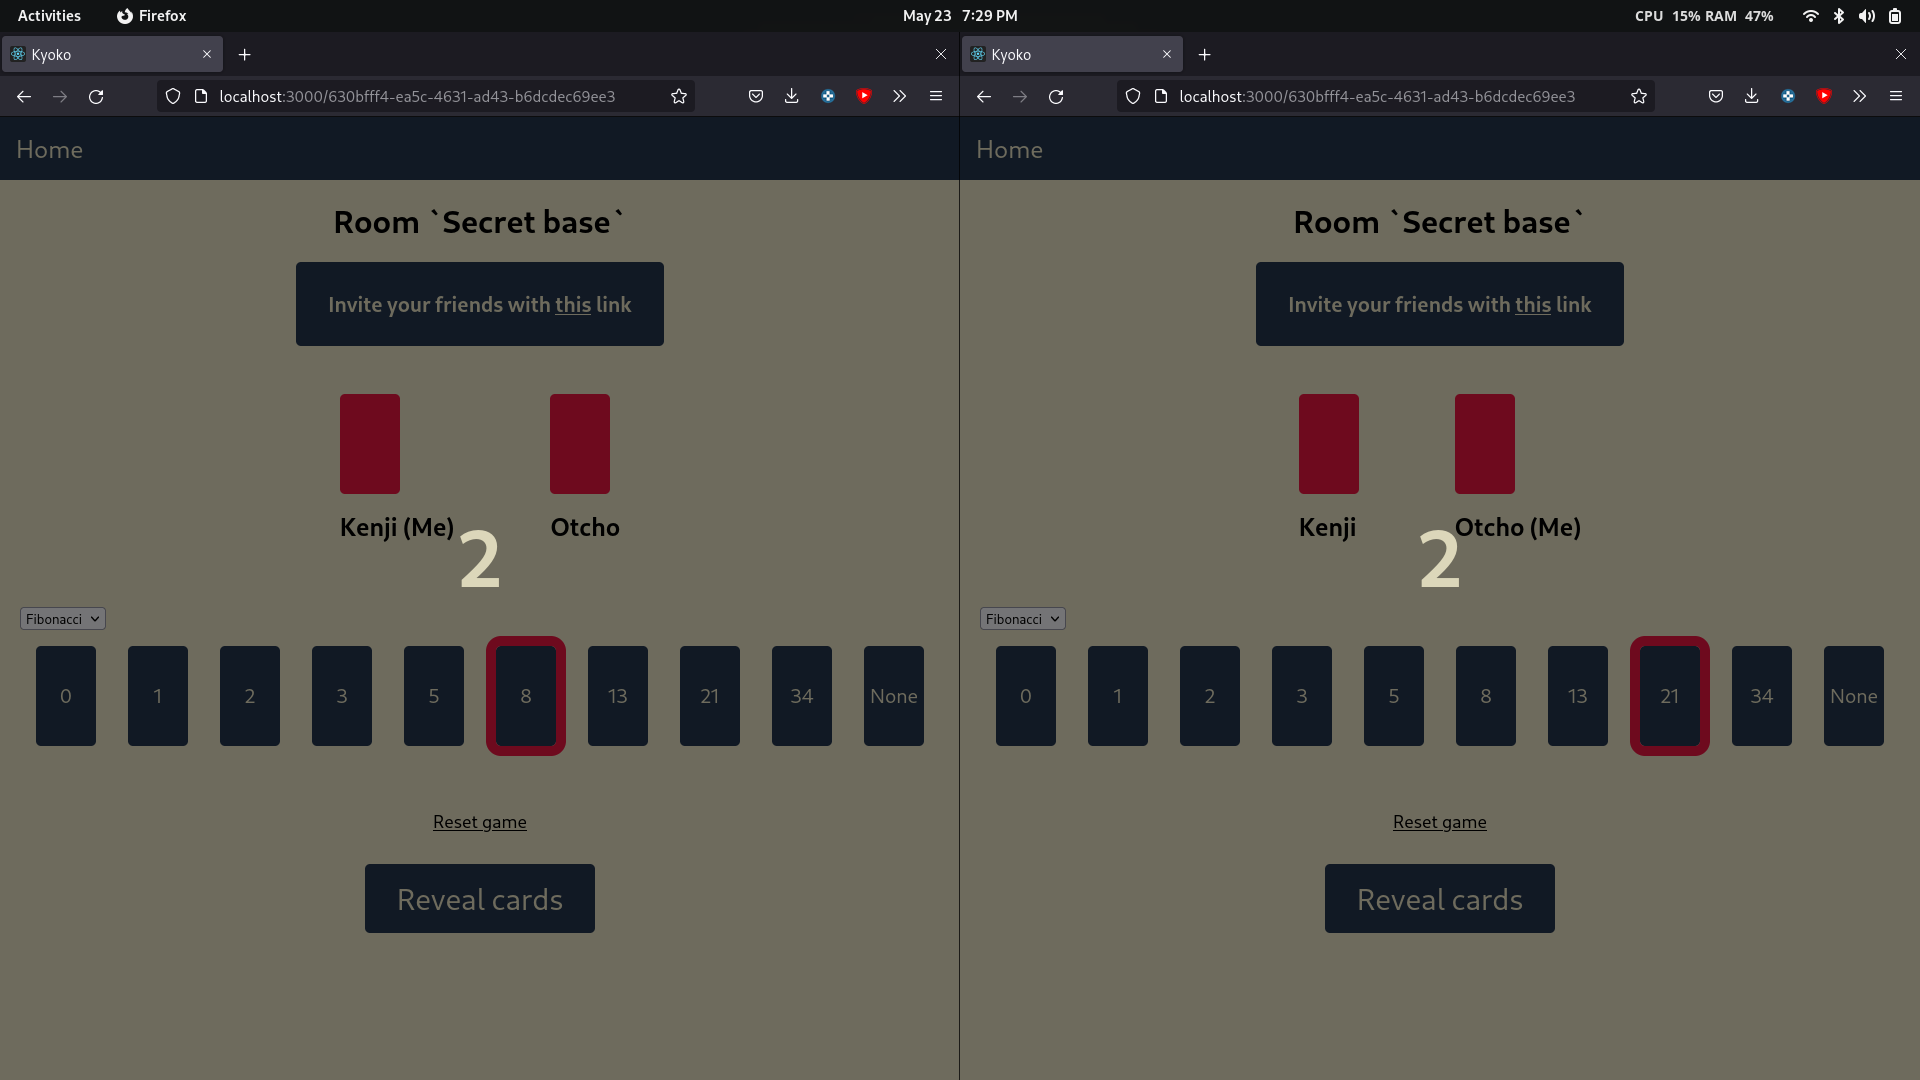 Activities Firefox May 23 7:29 PM CPU 15% RAM 47%
Kyoko
localhost:3000/630bfff4-ea5c-4631-ad43-b6dcdec69ee3
Home
Room `Secret base`
Invite your friends with this link
Kenji (Me) Otcho
2
Fibonacci
0 1 2 3 5 8 13 21 34 None
Reset game
Reveal cards
Kyoko
localhost:3000/630bfff4-ea5c-4631-ad43-b6dcdec69ee3
Home
Room `Secret base`
Invite your friends with this link
Kenji Otcho (Me)
2
Fibonacci
0 1 2 3 5 8 13 21 34 None
Reset game
Reveal cards